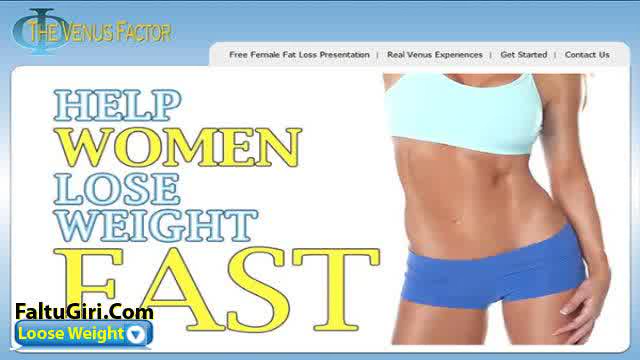 THE VENUS FACTOR
Free Female Fat Loss Presentation | Real Venus Experiences | Get Started | Contact Us
HELP
WOMEN
LOSE
WEIGHT
FAST
FaltuGiri.Com
Loose Weight